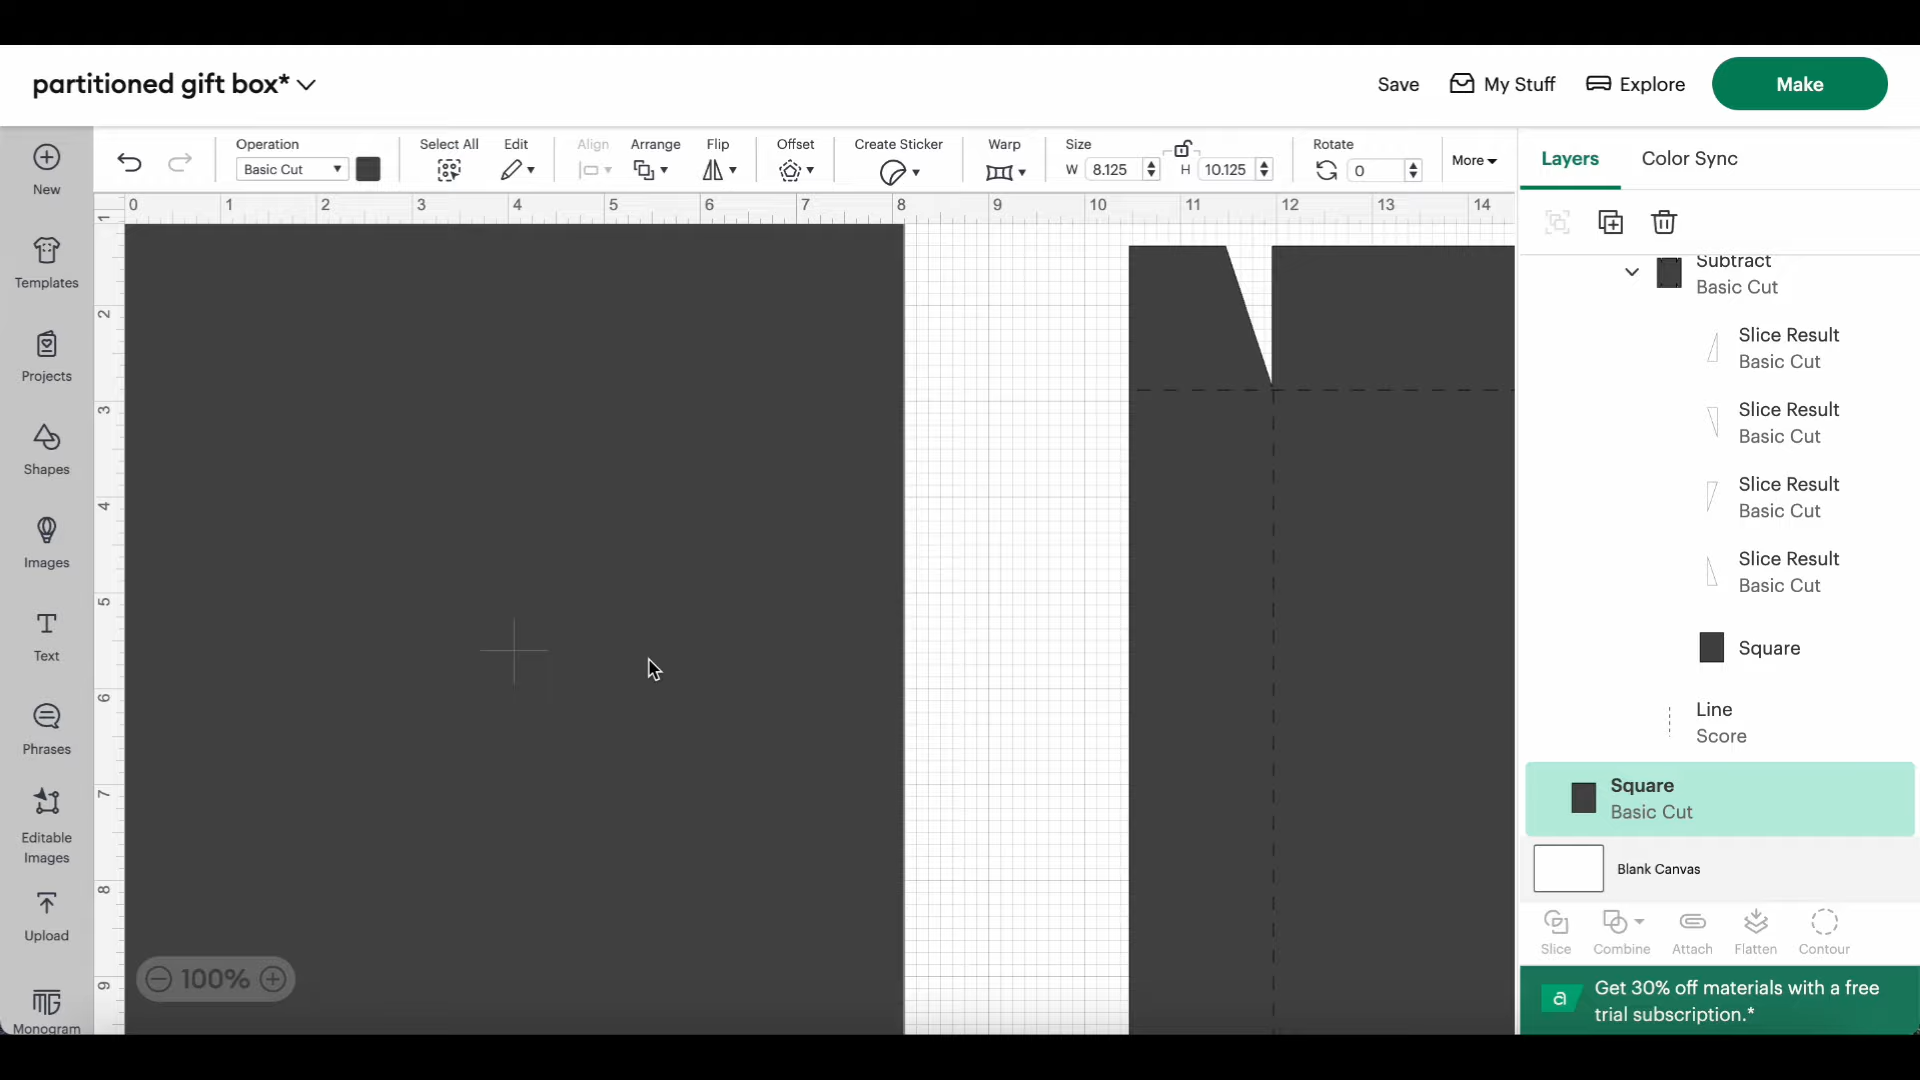 partitioned gift box*
Save
My Stuff
Explore
Make
Operation
Basic Cut
Select All
Edit
Align
Arrange
Flip
Offset
Create Sticker
Warp
Size
W 8.125
H 10.125
Rotate
0
More
New
Templates
Projects
Shapes
Images
Text
Phrases
Editable
Images
Upload
Monogram
0 1 2 3 4 5 6 7 8 9 10 11 12 13 14
1
2
3
4
5
6
7
8
9
100%
Layers
Color Sync
Subtract
Basic Cut
Slice Result
Basic Cut
Slice Result
Basic Cut
Slice Result
Basic Cut
Slice Result
Basic Cut
Square
Line
Score
Square
Basic Cut
Blank Canvas
Slice
Combine
Attach
Flatten
Contour
a
Get 30% off materials with a free
trial subscription.*